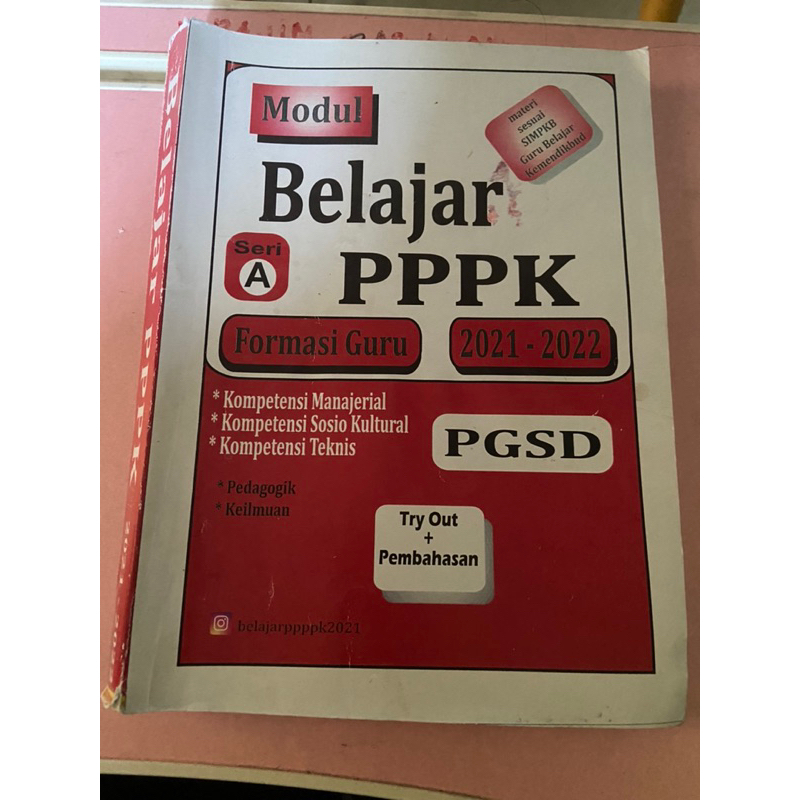 Modul
materi
sesuai
SIMPKB
Guru Belajar
Kemendikbud
Belajar
Seri
A
PPPK
Formasi Guru
2021 - 2022
* Kompetensi Manajerial
* Kompetensi Sosio Kultural
* Kompetensi Teknis
PGSD
* Pedagogik
* Keilmuan
Try Out
+
Pembahasan
belajarppppk2021
Belajar PPPK